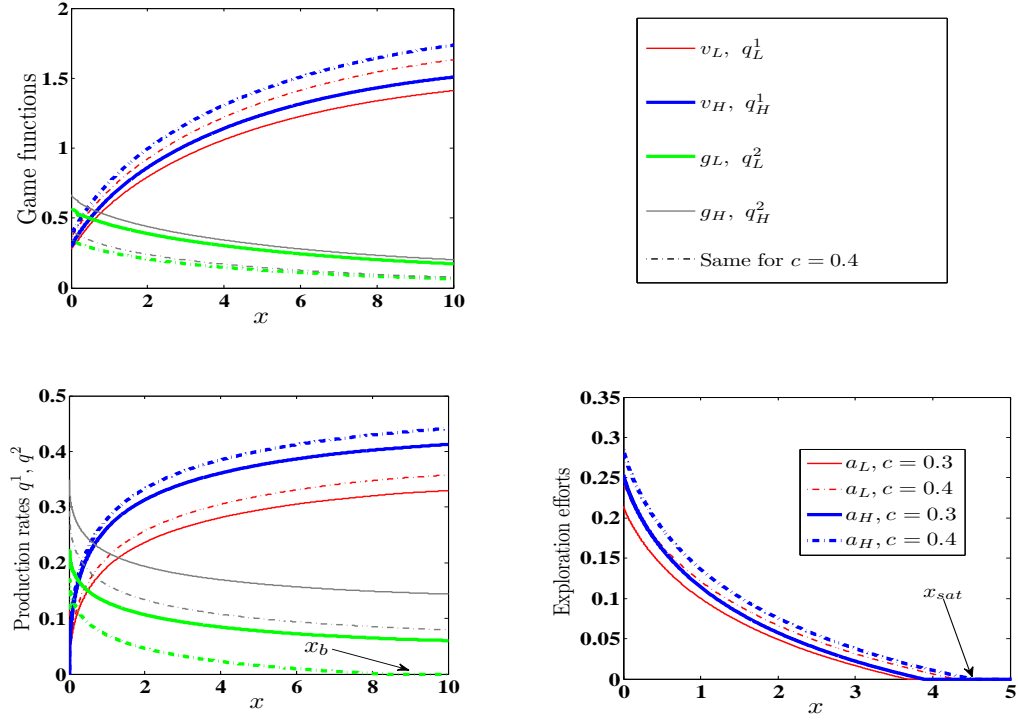 Game functions
2
1.5
1
0.5
0
0 2 4 6 8 10
x
v_L, q_L^1
v_H, q_H^1
g_L, q_L^2
g_H, q_H^2
Same for c = 0.4
Production rates q^1, q^2
0.5
0.4
0.3
0.2
0.1
0
x_b
0 2 4 6 8 10
x
Exploration efforts
0.35
0.3
0.25
0.2
0.15
0.1
0.05
0
a_L, c = 0.3
a_L, c = 0.4
a_H, c = 0.3
a_H, c = 0.4
x_{sat}
0 1 2 3 4 5
x